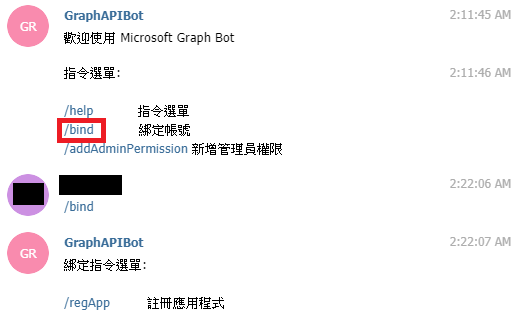 GR
GraphAPIBot 2:11:45 AM
歡迎使用 Microsoft Graph Bot
指令選單: 2:11:46 AM
/help 指令選單
/bind 綁定帳號
/addAdminPermission 新增管理員權限
2:22:06 AM
/bind
GR
GraphAPIBot 2:22:07 AM
綁定指令選單:
/regApp 註冊應用程式